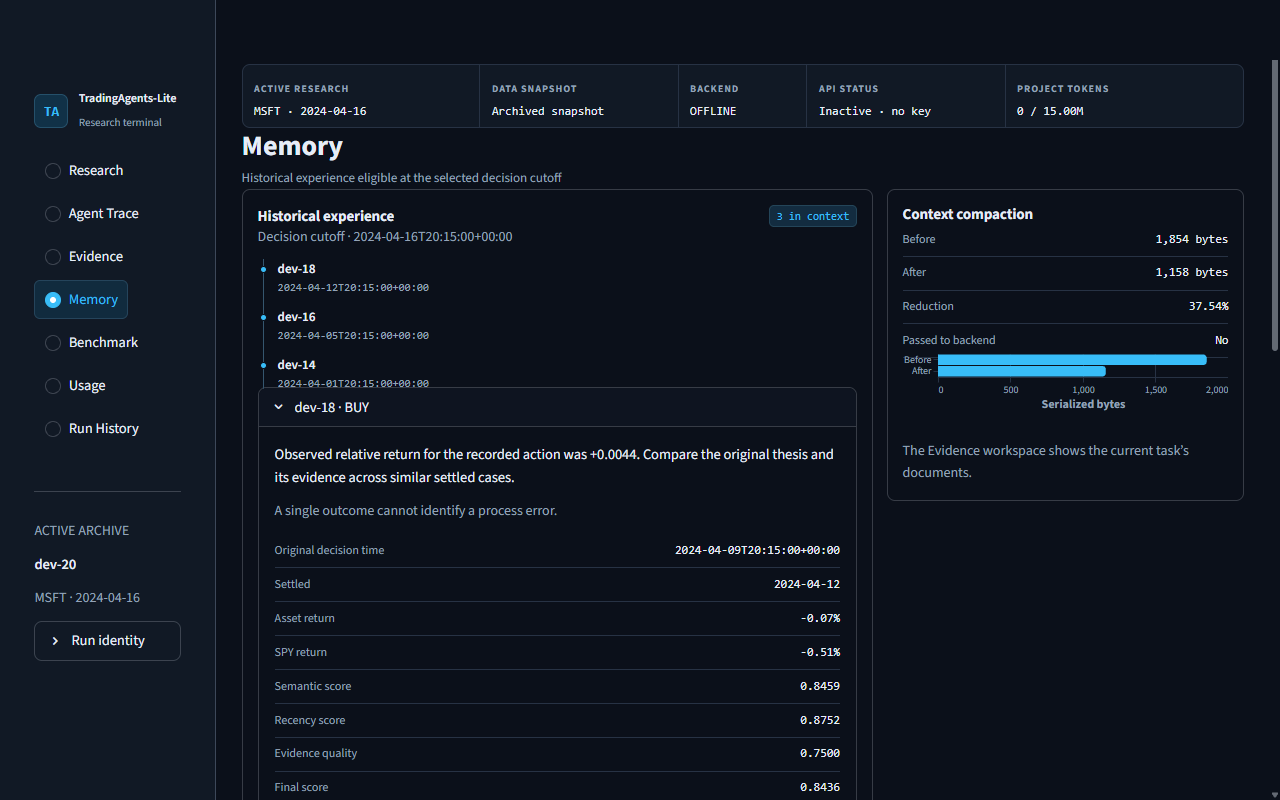 TA
TradingAgents-Lite
Research terminal
Research
Agent Trace
Evidence
Memory
Benchmark
Usage
Run History
ACTIVE ARCHIVE
dev-20
MSFT · 2024-04-16
Run identity
ACTIVE RESEARCH
MSFT · 2024-04-16
DATA SNAPSHOT
Archived snapshot
BACKEND
OFFLINE
API STATUS
Inactive · no key
PROJECT TOKENS
0 / 15.00M
Memory
Historical experience eligible at the selected decision cutoff
Historical experience
3 in context
Decision cutoff · 2024-04-16T20:15:00+00:00
dev-18
2024-04-12T20:15:00+00:00
dev-16
2024-04-05T20:15:00+00:00
dev-14
2024-04-01T20:15:00+00:00
dev-18 · BUY
Observed relative return for the recorded action was +0.0044. Compare the original thesis and
its evidence across similar settled cases.
A single outcome cannot identify a process error.
Original decision time 2024-04-09T20:15:00+00:00
Settled 2024-04-12
Asset return -0.07%
SPY return -0.51%
Semantic score 0.8459
Recency score 0.8752
Evidence quality 0.7500
Final score 0.8436
Context compaction
Before 1,854 bytes
After 1,158 bytes
Reduction 37.54%
Passed to backend No
Before
After
0 500 1,000 1,500 2,000
Serialized bytes
The Evidence workspace shows the current task's
documents.